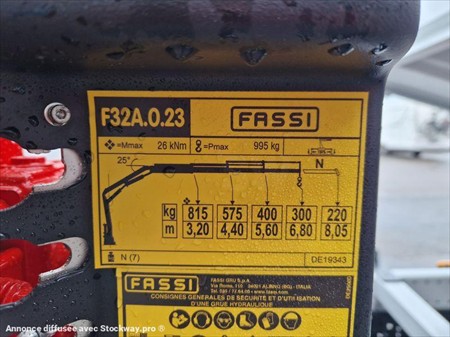 F32A.0.23 FASSI
=Mmax 26 kNm =Pmax 995 kg
25° N
kg 815 575 400 300 220
m 3,20 4,40 5,60 6,80 8,05
N (7) DE19343
FASSI
FASSI GRU S.p.A.
CONSIGNES GENERALES DE SECURITÉ ET D'UTILISATION
D'UNE GRUE HYDRAULIQUE
Annonce diffusée avec Stockway.pro ®